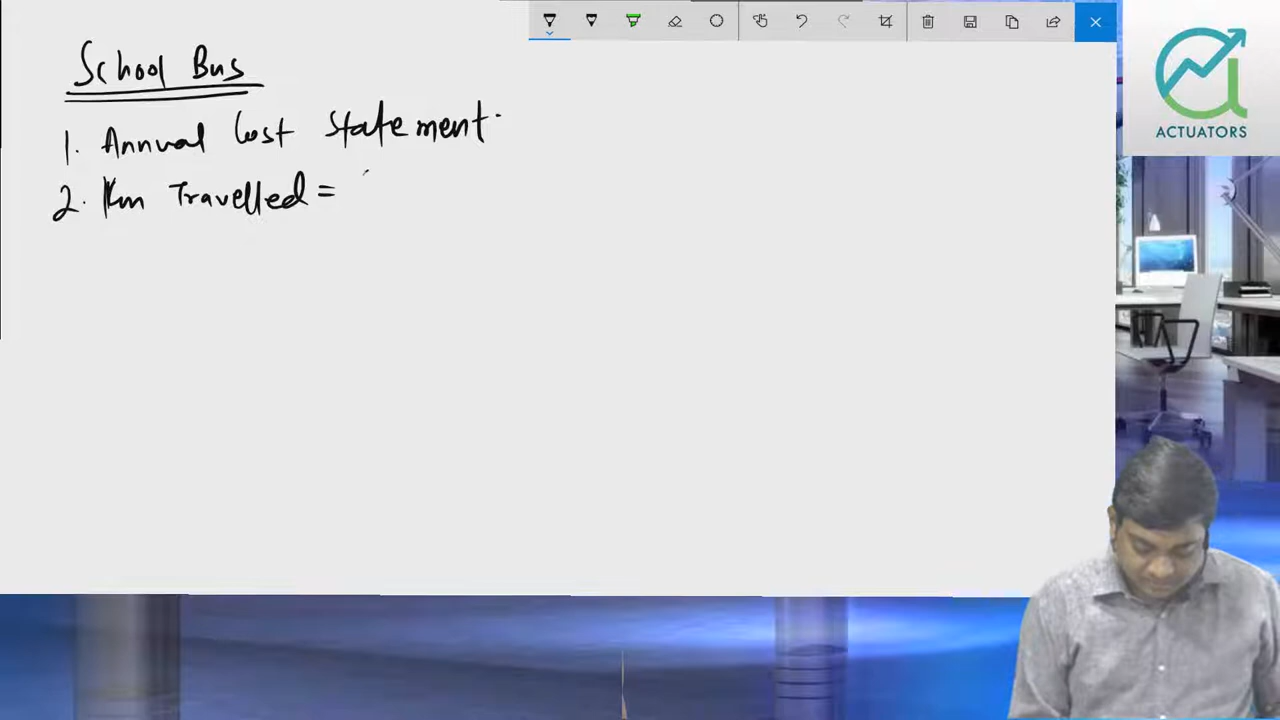 School Bus
1. Annual Cost Statement.
2. Km Travelled =
ACTUATORS